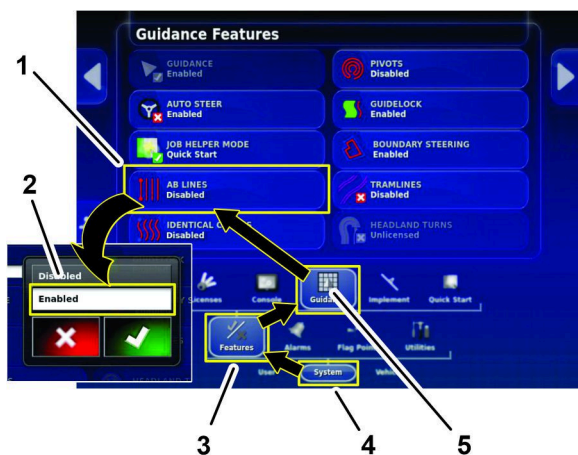 Guidance Features
GUIDANCE
Enabled
PIVOTS
Disabled
AUTO STEER
Enabled
GUIDELOCK
Enabled
JOB HELPER MODE
Quick Start
BOUNDARY STEERING
Enabled
1
AB LINES
Disabled
TRAMLINES
Disabled
2
IDENTICAL
Disabled
HEADLAND TURNS
Unlicensed
Disabled
Enabled
Licenses
Console
Implement
Quick Start
Features
Alarms
Flag
Utilities
User
System
3
4
5